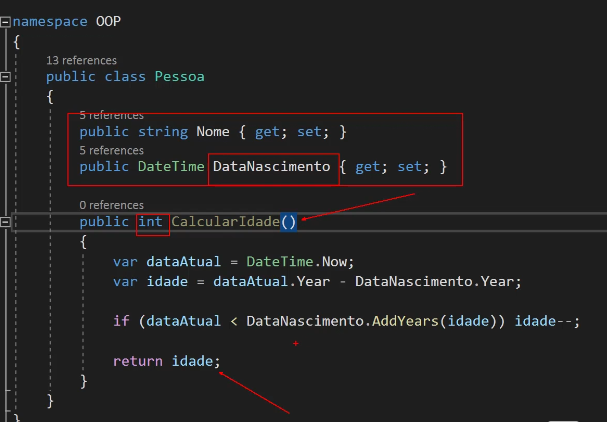 namespace OOP
{
13 references
public class Pessoa
{
5 references
public string Nome { get; set; }
5 references
public DateTime DataNascimento { get; set; }
0 references
public int CalcularIdade()
{
var dataAtual = DateTime.Now;
var idade = dataAtual.Year - DataNascimento.Year;
if (dataAtual < DataNascimento.AddYears(idade)) idade--;
return idade;
}
}
}